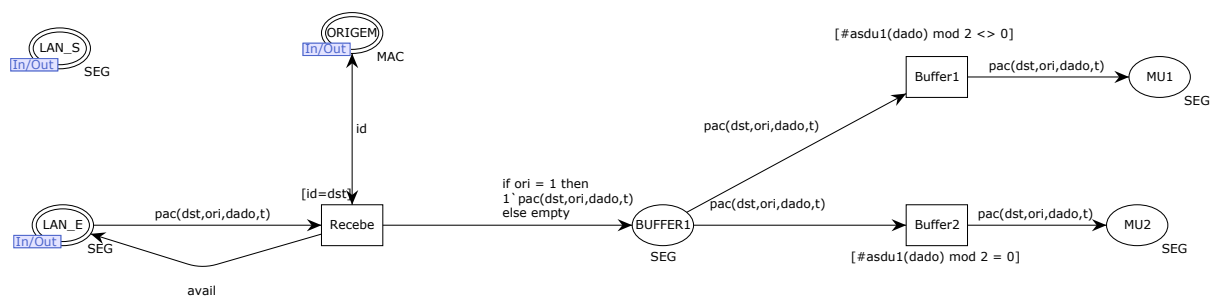 LAN_S
In/Out
SEG
ORIGEM
In/Out
MAC
id
[#asdu1(dado) mod 2 <> 0]
Buffer1
pac(dst,ori,dado,t)
MU1
SEG
pac(dst,ori,dado,t)
[id=dst]
LAN_E
In/Out
SEG
pac(dst,ori,dado,t)
Recebe
avail
if ori = 1 then
1`pac(dst,ori,dado,t)
else empty
BUFFER1
SEG
pac(dst,ori,dado,t)
Buffer2
[#asdu1(dado) mod 2 = 0]
pac(dst,ori,dado,t)
MU2
SEG